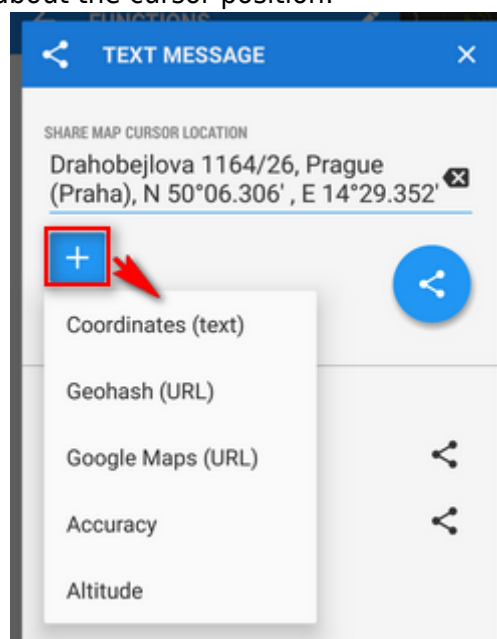 about the cursor position.
FUNCTIONS
TEXT MESSAGE
SHARE MAP CURSOR LOCATION
Drahobejlova 1164/26, Prague
(Praha), N 50°06.306' , E 14°29.352'
Coordinates (text)
Geohash (URL)
Google Maps (URL)
Accuracy
Altitude